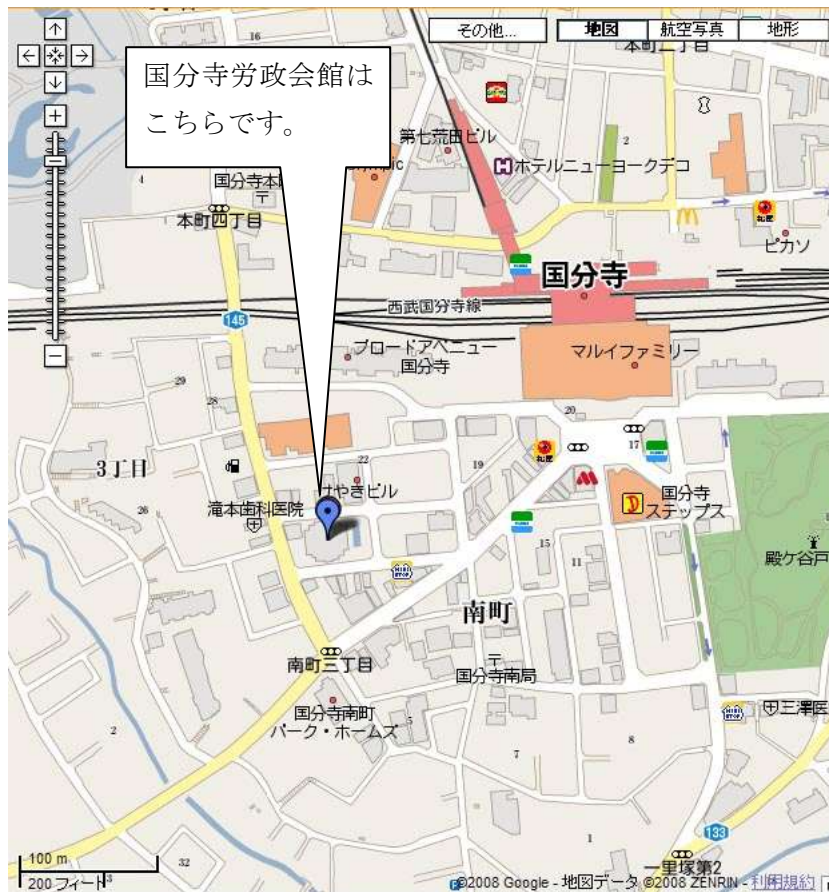 その他...
地図
航空写真
地形
16
本町二丁目
国分寺労政会館は
こちらです。
2
4
第七荒田ビル
ホテルニューヨークデコ
国分寺本
本町四丁目
ピカソ
国分寺
西武国分寺線
145
ブロードアベニュー
国分寺
マルイファミリー
29
28
20
17
3丁目
22
19
けやきビル
滝本歯科医院
国分寺
ステップス
26
15
11
殿ケ谷戸
南町
南町三丁目
国分寺南局
国分寺南町
パーク・ホームズ
5
三澤医
2
7
8
1
133
一里塚第2
32
100 m
200 フィート
©2008 Google - 地図データ ©2008 ZENRIN - 利用規約